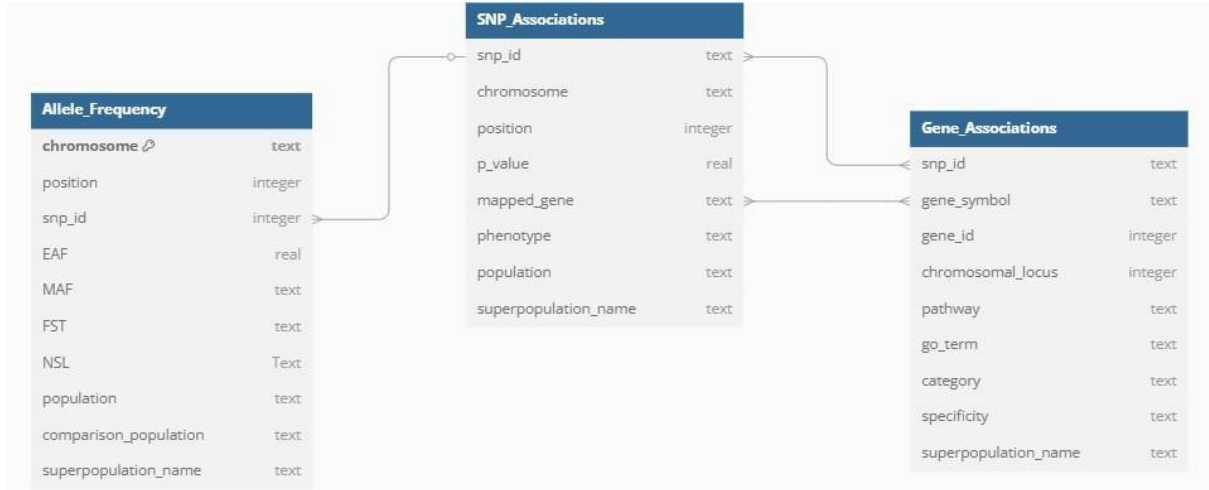 SNP_Associations
snp_id text
chromosome text
position integer
p_value real
mapped_gene text
phenotype text
population text
superpopulation_name text
Allele_Frequency
chromosome text
position integer
snp_id integer
EAF real
MAF text
FST text
NSL Text
population text
comparison_population text
superpopulation_name text
Gene_Associations
snp_id text
gene_symbol text
gene_id integer
chromosomal_locus integer
pathway text
go_term text
category text
specificity text
superpopulation_name text